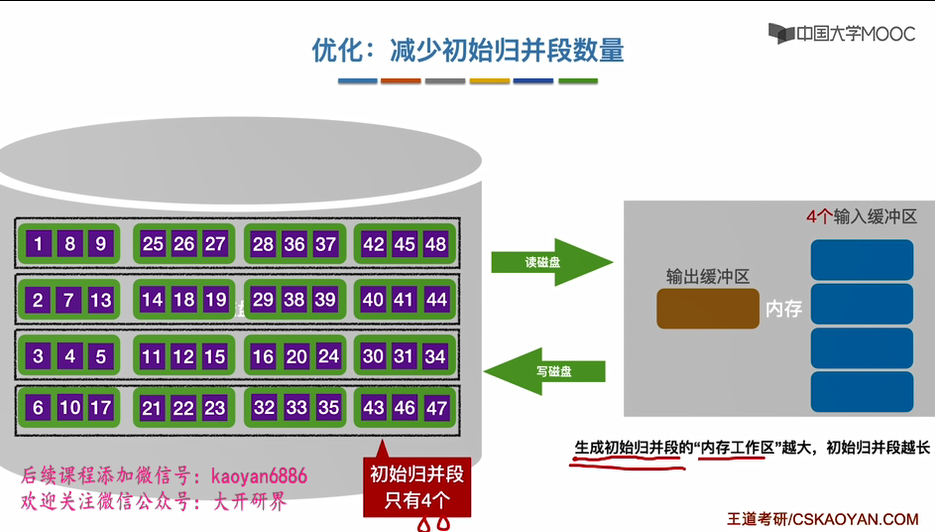 中国大学MOOC
优化：减少初始归并段数量
4个输入缓冲区
1 8 9 25 26 27 28 36 37 42 45 48
读磁盘
输出缓冲区
2 7 13 14 18 19 29 38 39 40 41 44
内存
3 4 5 11 12 15 16 20 24 30 31 34
写磁盘
6 10 17 21 22 23 32 33 35 43 46 47
生成初始归并段的“内存工作区”越大，初始归并段越长
初始归并段
只有4个
后续课程添加微信号：kaoyan6886
欢迎关注微信公众号：大开研界
王道考研/CSKAOYAN.COM